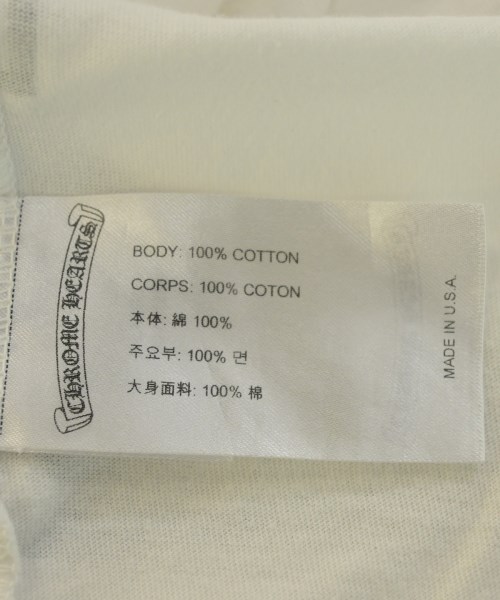 CHROME HEARTS
BODY: 100% COTTON
CORPS: 100% COTON
本体: 綿 100%
주요부: 100% 면
大身面料: 100% 棉
MADE IN U.S.A.